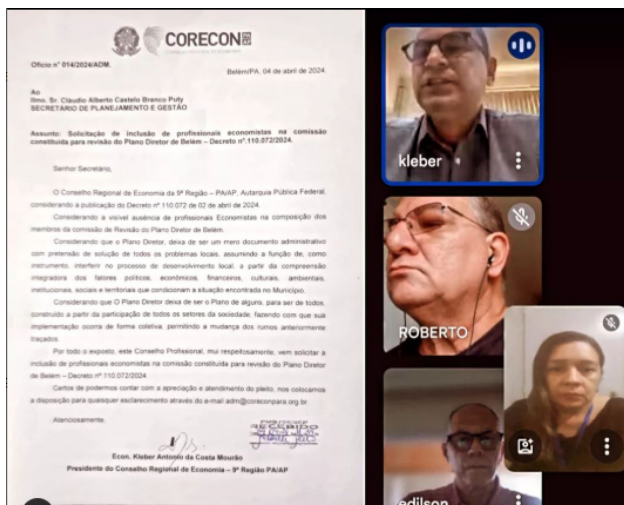 CORECON
Ofício n° 014/2024/ADM.
Belém/PA, 04 de abril de 2024.
Ao
Ilmo. Sr. Cláudio Alberto Castelo Branco Puty
SECRETÁRIO DE PLANEJAMENTO E GESTÃO
Assunto: Solicitação de inclusão de profissionais economistas na comissão
constituída para revisão do Plano Diretor de Belém – Decreto nº.110.072/2024.
Senhor Secretário,
O Conselho Regional de Economia da 9ª Região – PA/AP, Autarquia Pública Federal,
considerando a publicação do Decreto nº 110.072 de 02 de abril de 2024.
Considerando a visível ausência de profissionais Economistas na composição dos
membros da comissão de Revisão do Plano Diretor de Belém.
Considerando que o Plano Diretor, deixa de ser um mero documento administrativo
com pretensão de solução de todos os problemas locais, assumindo a função de, como
instrumento, interferir no processo de desenvolvimento local, a partir da compreensão
integradora dos fatores políticos, econômicos, financeiros, culturais, ambientais,
institucionais, sociais e territoriais que condicionam a situação encontrada no Município.
Considerando que O Plano Diretor deixa de ser o Plano de alguns, para ser de todos,
construído a partir da participação de todos os setores da sociedade, fazendo com que sua
implementação ocorra de forma coletiva, permitindo a mudança dos rumos anteriormente
traçados.
Por todo o exposto, este Conselho Profissional, mui respeitosamente, vem solicitar a
inclusão de profissionais economistas na comissão constituída para revisão do Plano Diretor
de Belém – Decreto nº.110.072/2024.
Certos de podermos contar com a apreciação e atendimento do pleito, nos colocamos
a disposição para quaisquer esclarecimento através do e-mail adm@coreconpara.org.br
Atenciosamente,
RECEBIDO
Econ. Kleber Antonio da Costa Mourão
Presidente do Conselho Regional de Economia – 9ª Região PA/AP
kleber
ROBERTO
edilson